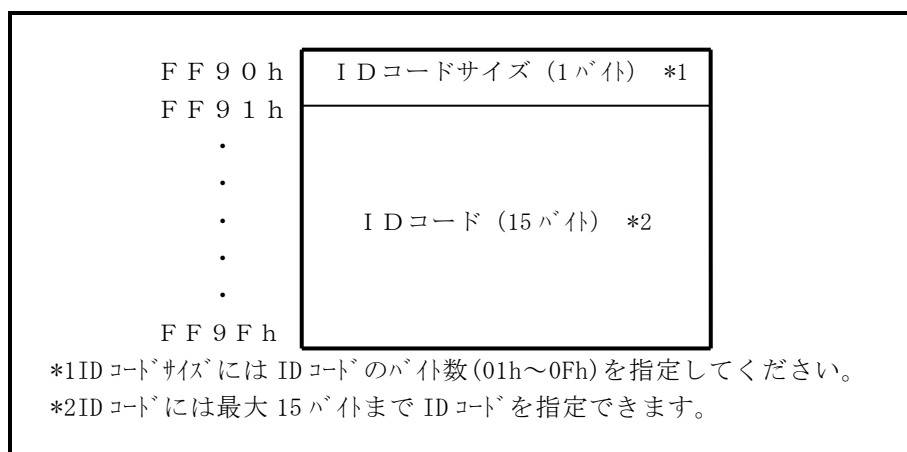 ＦＦ９０ｈ ＩＤコードサイズ（1ﾊﾞｲﾄ） *1
ＦＦ９１ｈ
・
・
・ ＩＤコード（15ﾊﾞｲﾄ） *2
・
・
ＦＦ９Ｆｈ
*1IDｺｰﾄﾞｻｲｽﾞには IDｺｰﾄﾞのﾊﾞｲﾄ数(01h～0Fh)を指定してください。
*2IDｺｰﾄﾞには最大 15ﾊﾞｲﾄまで IDｺｰﾄﾞを指定できます。